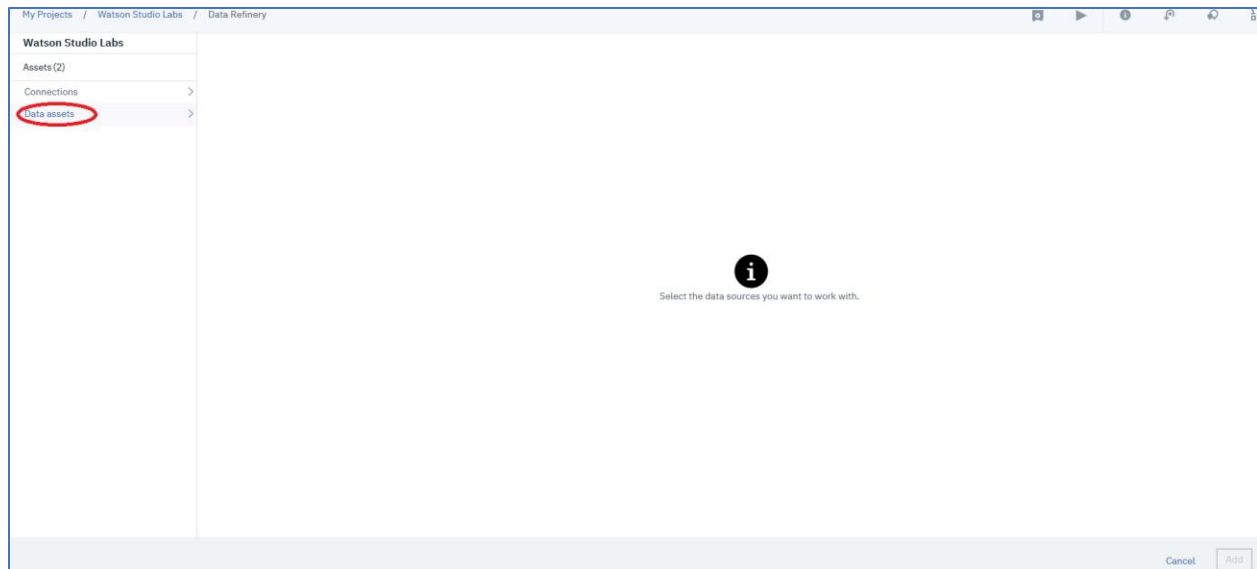 My Projects / Watson Studio Labs / Data Refinery
Watson Studio Labs
Assets (2)
Connections
Data assets
Select the data sources you want to work with.
Cancel Add